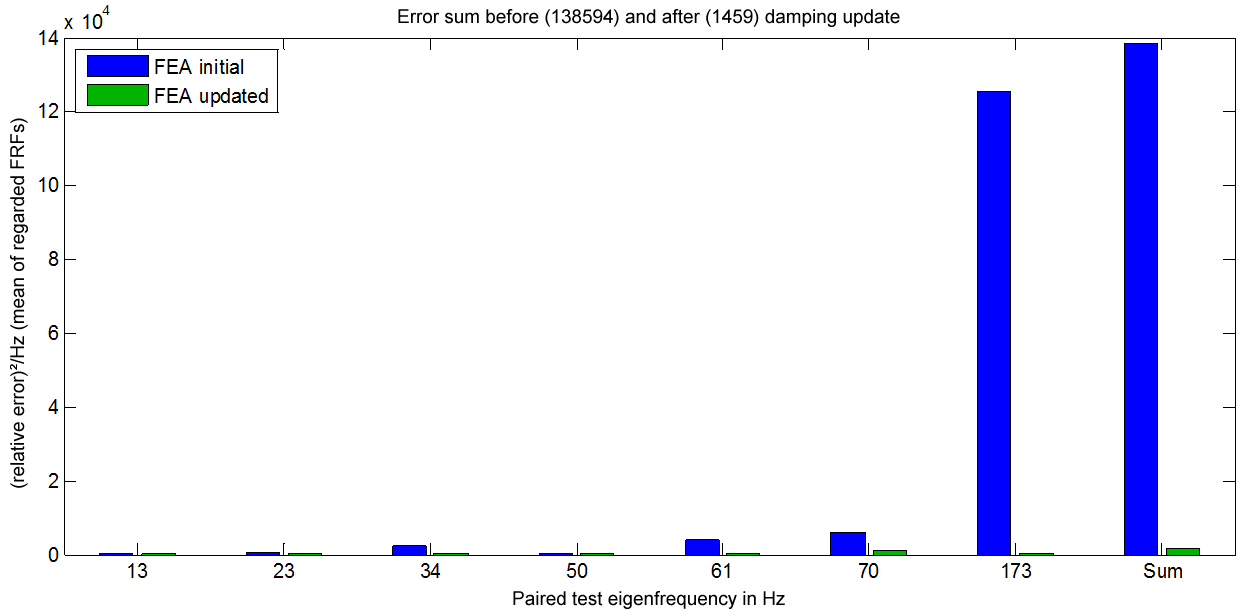 Error sum before (138594) and after (1459) damping update
x 10⁴
14
12
10
8
6
4
2
0
(relative error)²/Hz (mean of regarded FRFs)
FEA initial
FEA updated
13 23 34 50 61 70 173 Sum
Paired test eigenfrequency in Hz